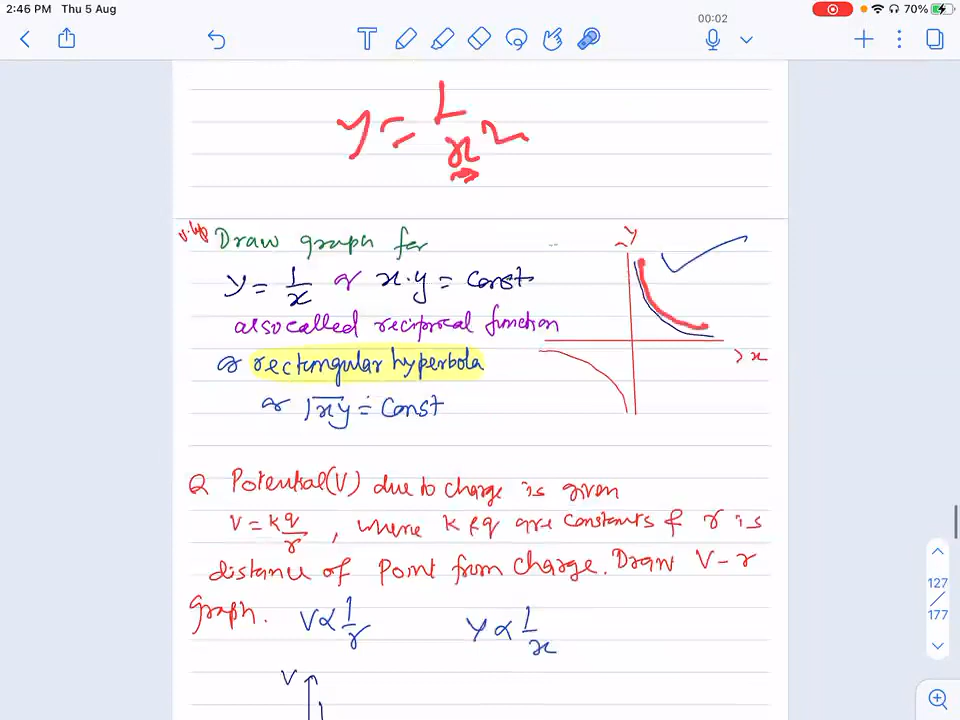 2:46 PM Thu 5 Aug
70%
00:02
y = 1/x²
v. Imp Draw graph for
y = 1/x or x.y = const
also called reciprocal function
or rectangular hyperbola
or xy = Const
y
x
Q Potential (V) due to charge is given
V = kq/r , where k & q are constants & r is
distance of Point from charge. Draw V-r
graph. V ∝ 1/r y ∝ 1/x
V
127
177